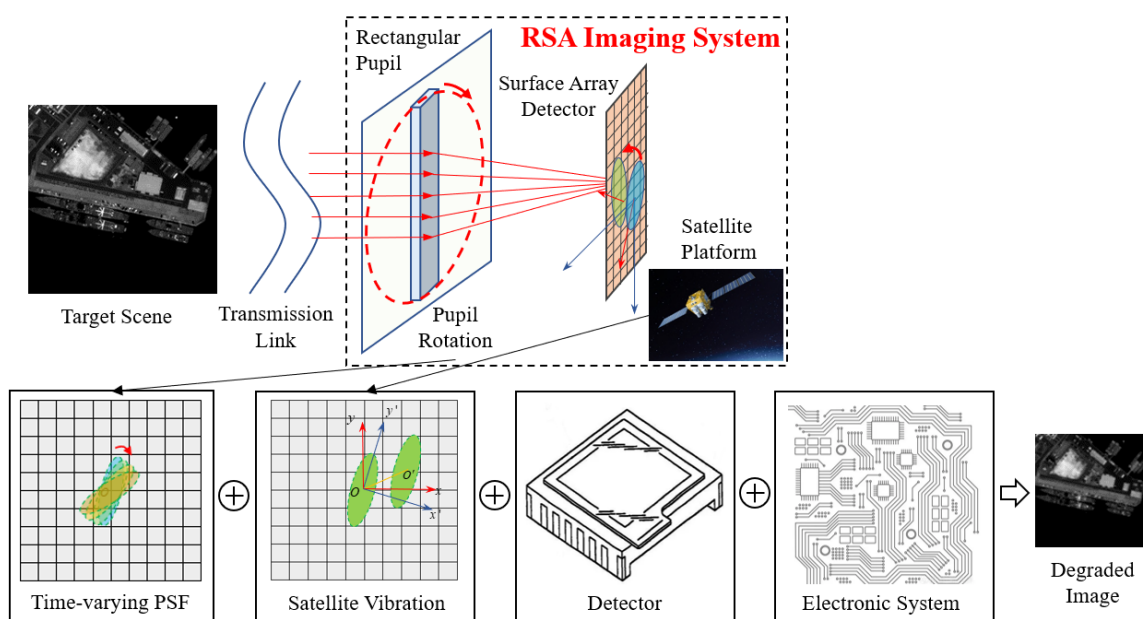 Rectangular
Pupil
RSA Imaging System
Surface Array
Detector
Satellite
Platform
Target Scene
Transmission
Link
Pupil
Rotation
y
y'
O
O'
x
x'
Time-varying PSF
Satellite Vibration
Detector
Electronic System
Degraded
Image